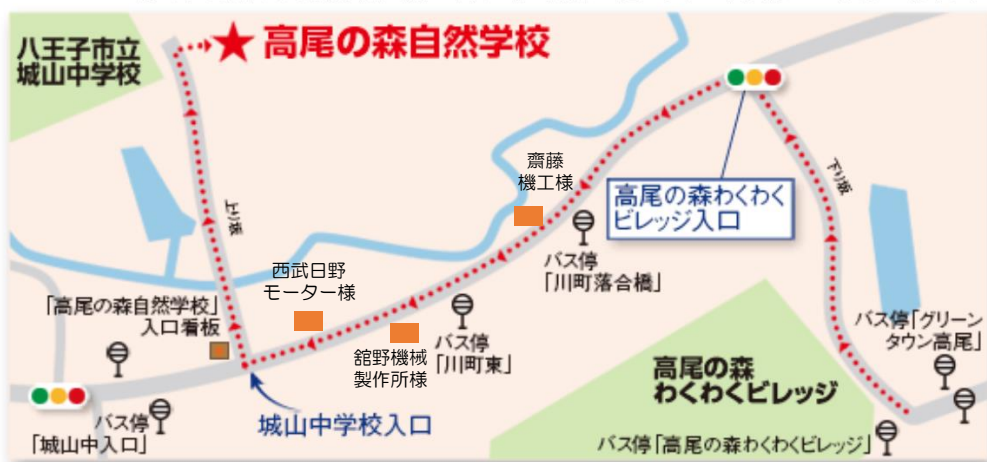 八王子市立
城山中学校
★高尾の森自然学校
上り坂
齋藤
機工様
高尾の森わくわく
ビレッジ入口
下り坂
西武日野
モーター様
バス停
「川町落合橋」
「高尾の森自然学校」
入口看板
舘野機械
製作所様
バス停
「川町東」
バス停「グリーン
タウン高尾」
高尾の森
わくわくビレッジ
バス停
「城山中入口」
城山中学校入口
バス停「高尾の森わくわくビレッジ」